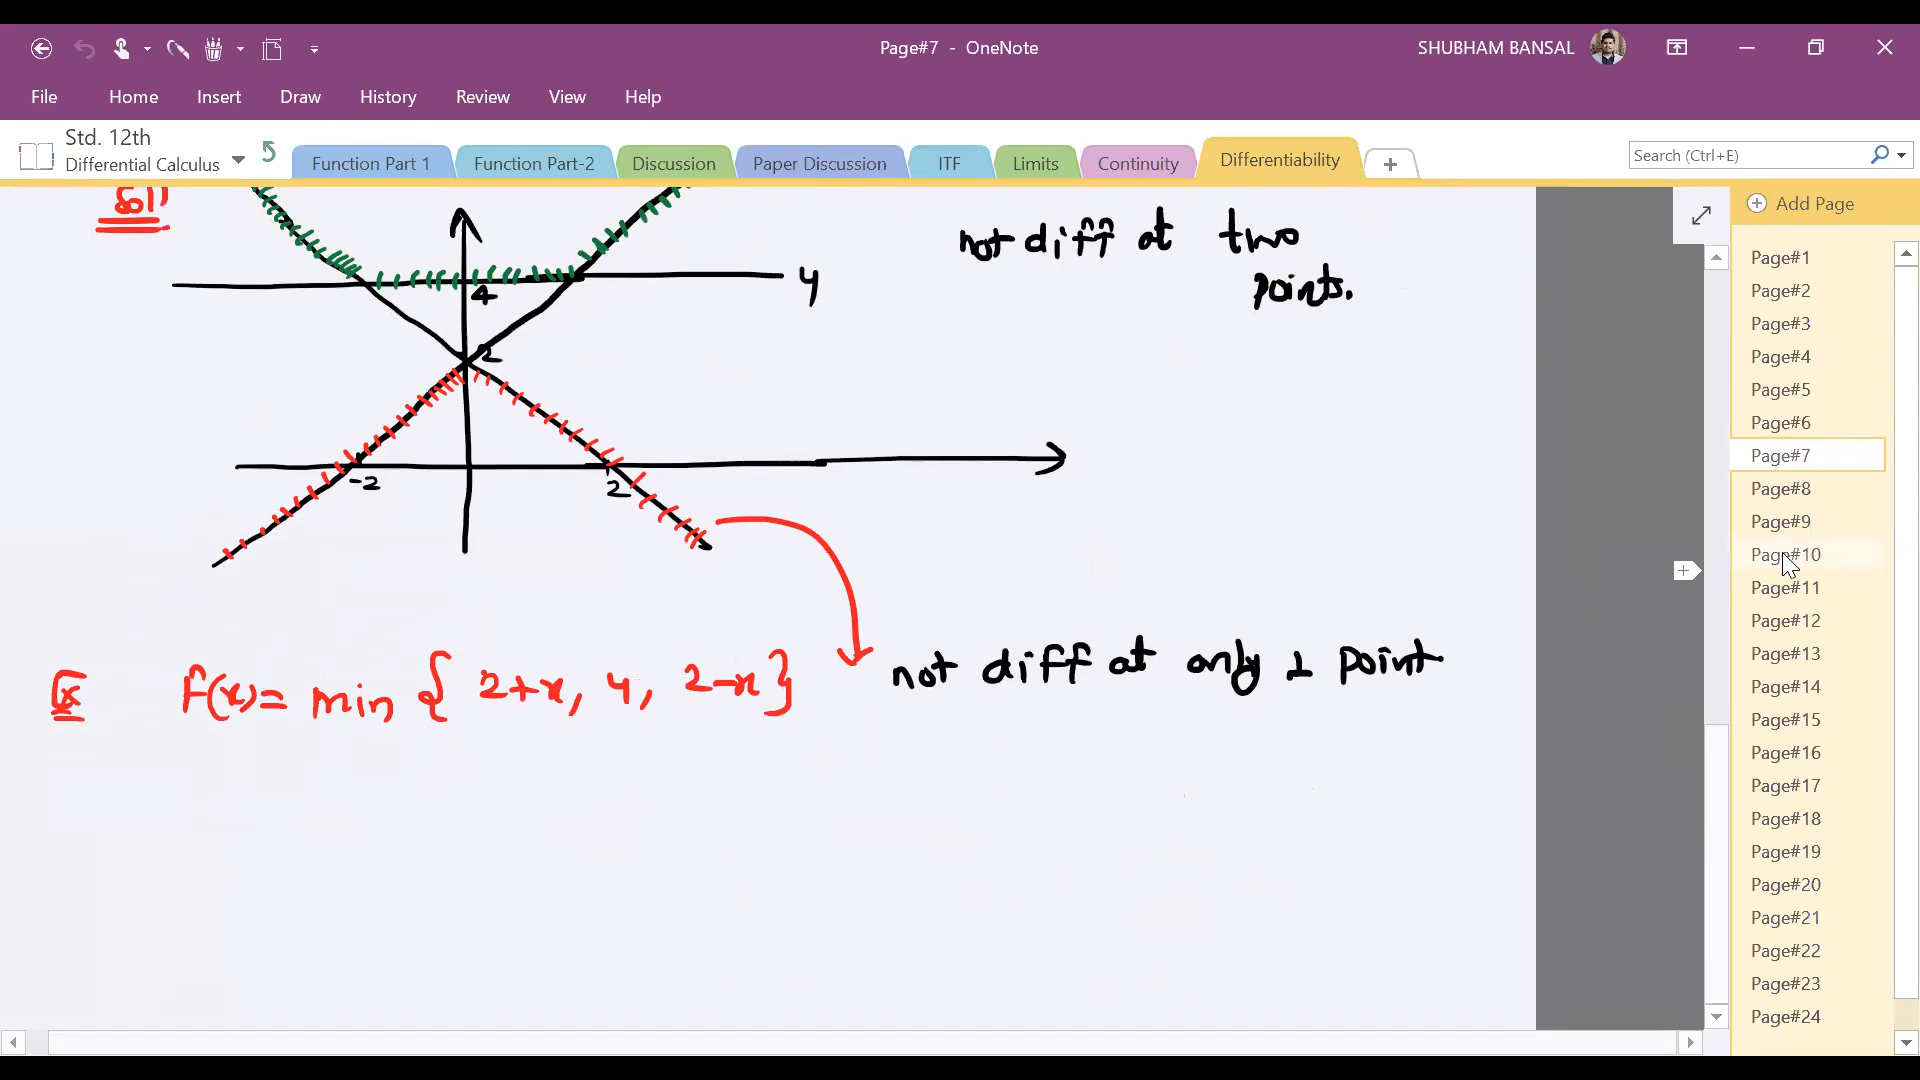 Page#7 - OneNote
SHUBHAM BANSAL
File Home Insert Draw History Review View Help
Std. 12th
Differential Calculus
Function Part 1 Function Part-2 Discussion Paper Discussion ITF Limits Continuity Differentiability
Search (Ctrl+E)
Add Page
Page#1
Page#2
Page#3
Page#4
Page#5
Page#6
Page#7
Page#8
Page#9
Page#10
Page#11
Page#12
Page#13
Page#14
Page#15
Page#16
Page#17
Page#18
Page#19
Page#20
Page#21
Page#22
Page#23
Page#24
not diff at two
points.
4
4
2
-2
2
Ex f(x)= min { 2+x, 4, 2-x}
not diff at only 1 point